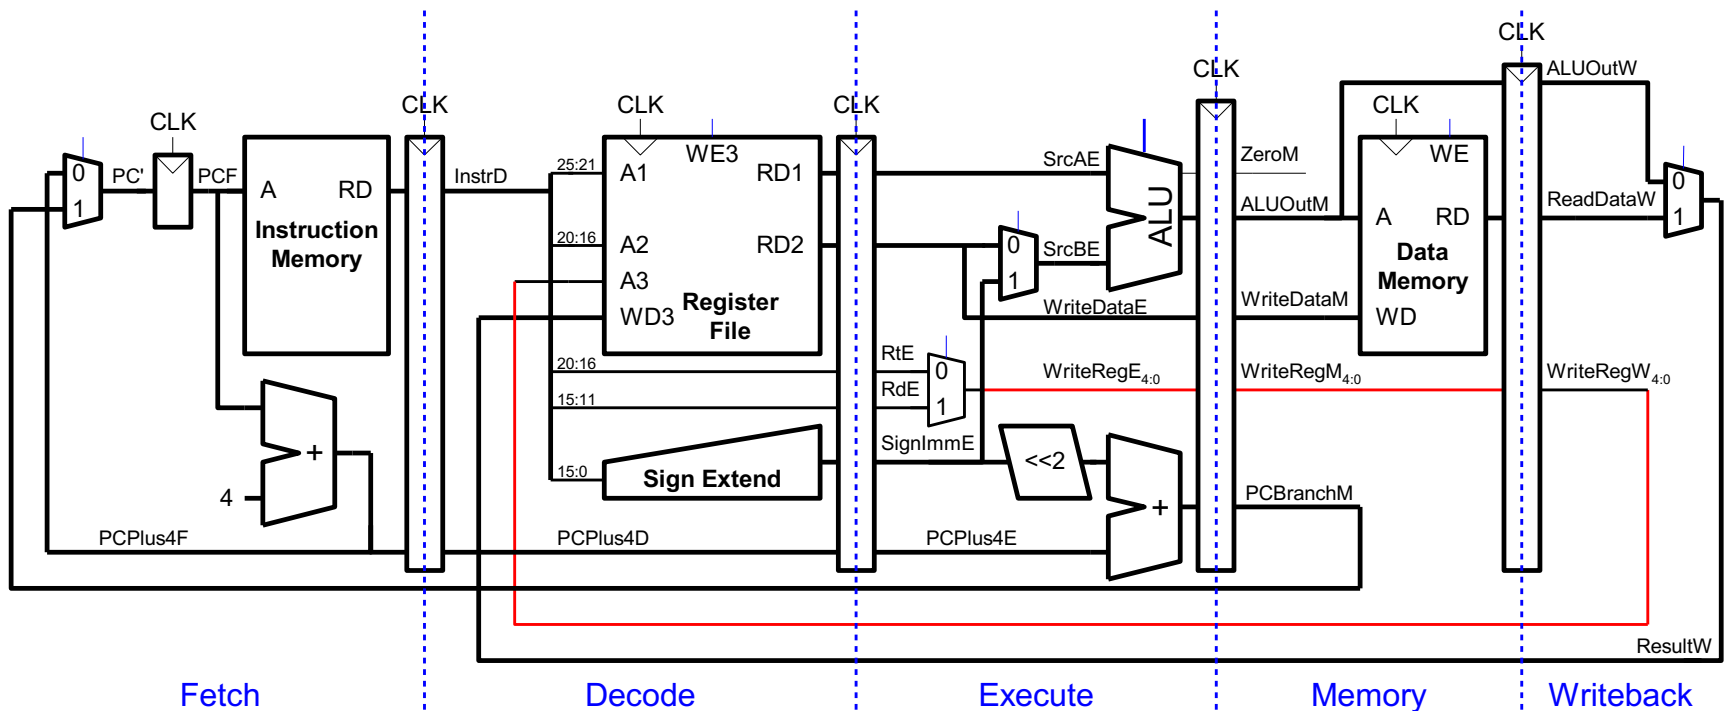 CLK
CLK
CLK
CLK
CLK
CLK
CLK
0
1
PC'
PCF
A
RD
Instruction
Memory
InstrD
25:21
20:16
A1
A2
A3
WD3
WE3
RD1
RD2
Register
File
20:16
15:11
15:0
Sign Extend
SrcAE
0
1
SrcBE
ALU
WriteDataE
RtE
RdE
0
1
WriteRegE4:0
SignImmE
<<2
+
ZeroM
ALUOutM
WriteDataM
WriteRegM4:0
PCBranchM
A
RD
WE
Data
Memory
WD
ALUOutW
ReadDataW
0
1
WriteRegW4:0
+
4
PCPlus4F
PCPlus4D
PCPlus4E
ResultW
Fetch
Decode
Execute
Memory
Writeback